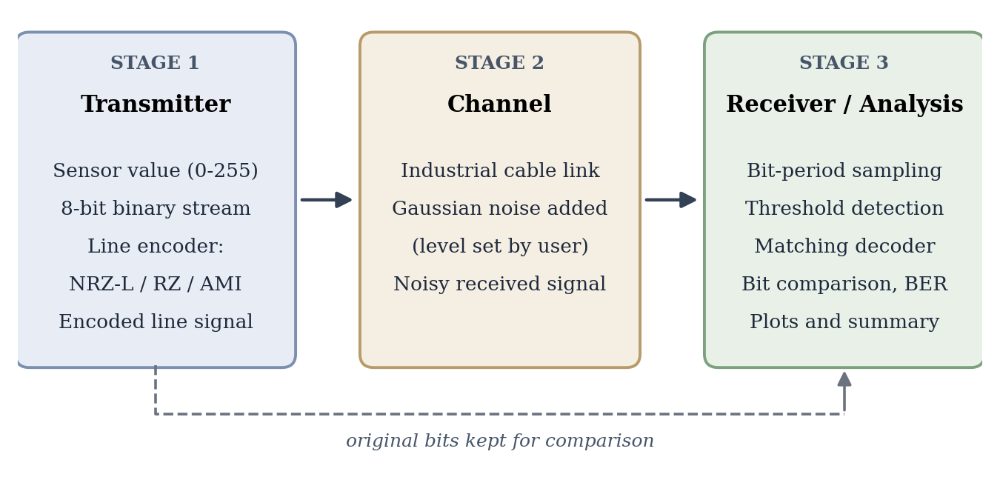 STAGE 1
Transmitter
Sensor value (0-255)
8-bit binary stream
Line encoder:
NRZ-L / RZ / AMI
Encoded line signal
STAGE 2
Channel
Industrial cable link
Gaussian noise added
(level set by user)
Noisy received signal
STAGE 3
Receiver / Analysis
Bit-period sampling
Threshold detection
Matching decoder
Bit comparison, BER
Plots and summary
original bits kept for comparison